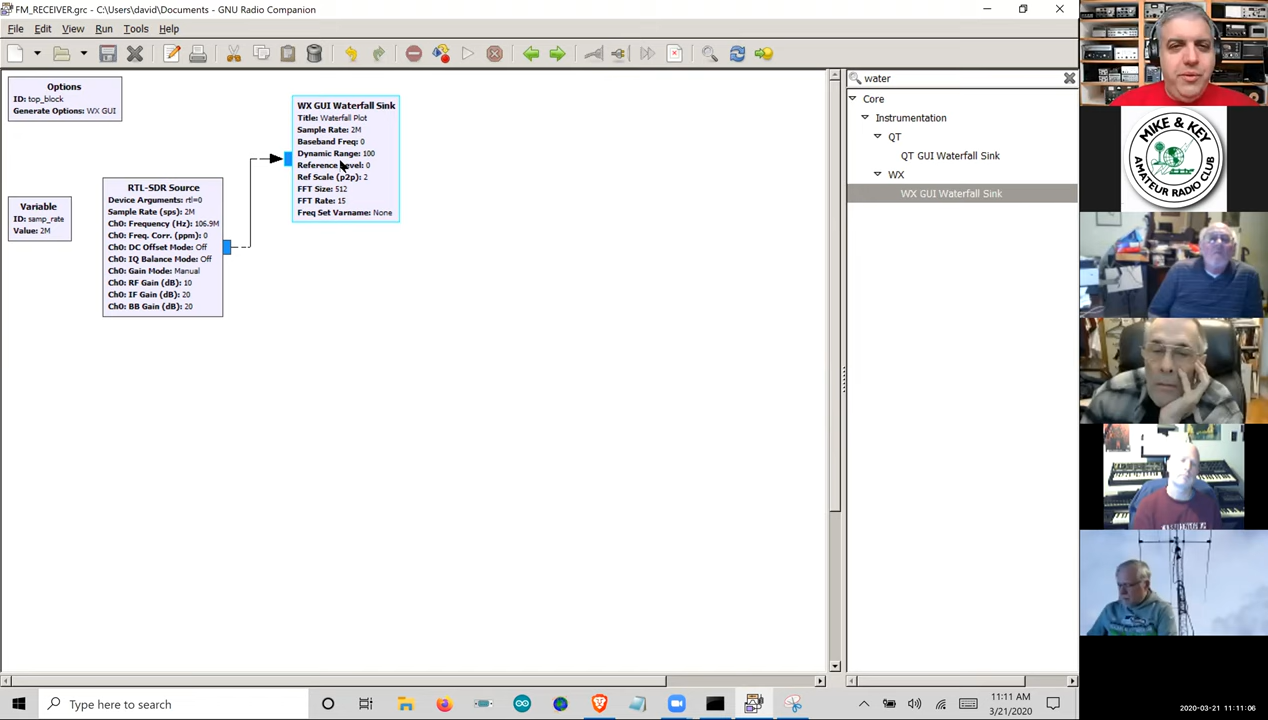 FM_RECEIVER.grc - C:\Users\david\Documents - GNU Radio Companion
File Edit View Run Tools Help
Options
ID: top_block
Generate Options: WX GUI
Variable
ID: samp_rate
Value: 2M
RTL-SDR Source
Device Arguments: rtl=0
Sample Rate (sps): 2M
Ch0: Frequency (Hz): 106.9M
Ch0: Freq. Corr. (ppm): 0
Ch0: DC Offset Mode: Off
Ch0: IQ Balance Mode: Off
Ch0: Gain Mode: Manual
Ch0: RF Gain (dB): 10
Ch0: IF Gain (dB): 20
Ch0: BB Gain (dB): 20
WX GUI Waterfall Sink
Title: Waterfall Plot
Sample Rate: 2M
Baseband Freq: 0
Dynamic Range: 100
Reference Level: 0
Ref Scale (p2p): 2
FFT Size: 512
FFT Rate: 15
Freq Set Varname: None
water
Core
Instrumentation
QT
QT GUI Waterfall Sink
WX
WX GUI Waterfall Sink
MIKE & KEY
AMATEUR RADIO CLUB
Type here to search
11:11 AM
3/21/2020
2020-03-21 11:11:06